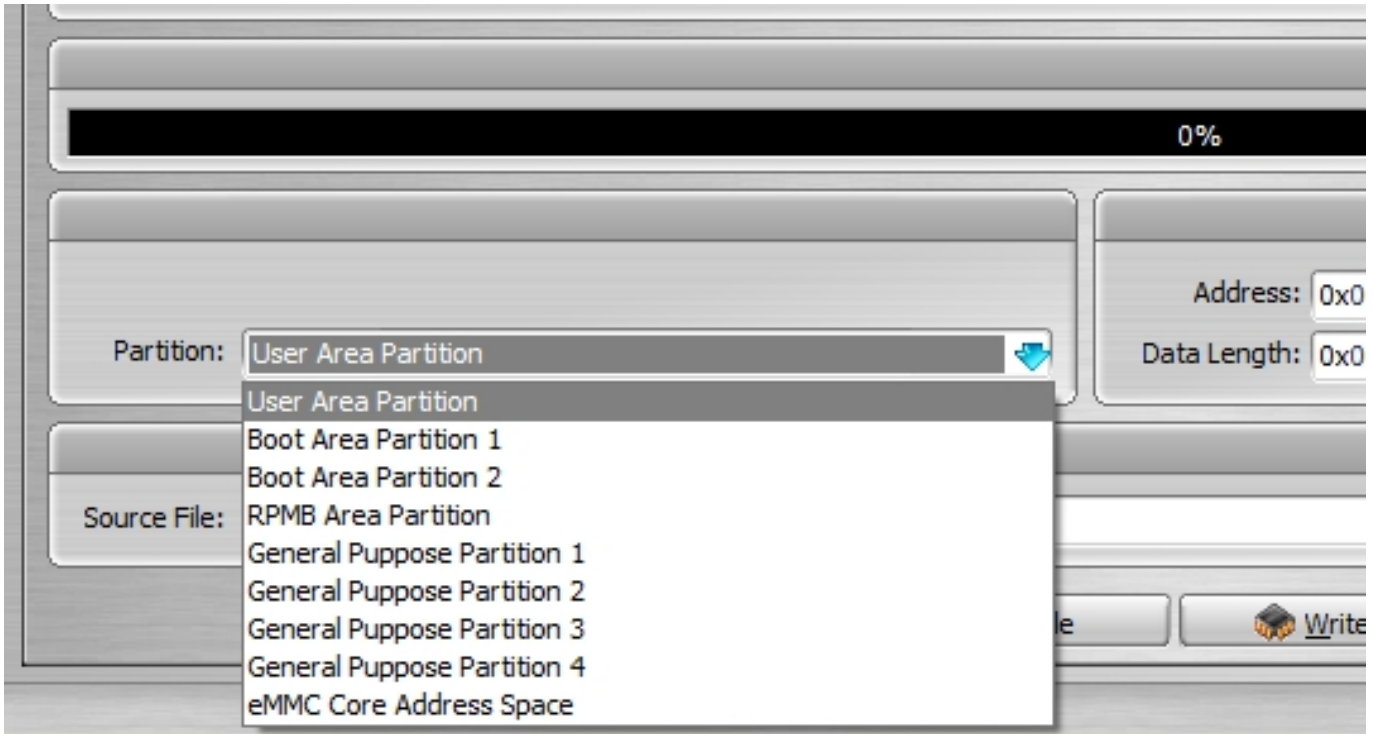 0%
Address: 0x0
Partition: User Area Partition
Data Length: 0x0
User Area Partition
Boot Area Partition 1
Boot Area Partition 2
Source File:
RPMB Area Partition
General Puppose Partition 1
General Puppose Partition 2
General Puppose Partition 3
General Puppose Partition 4
eMMC Core Address Space
le
Write